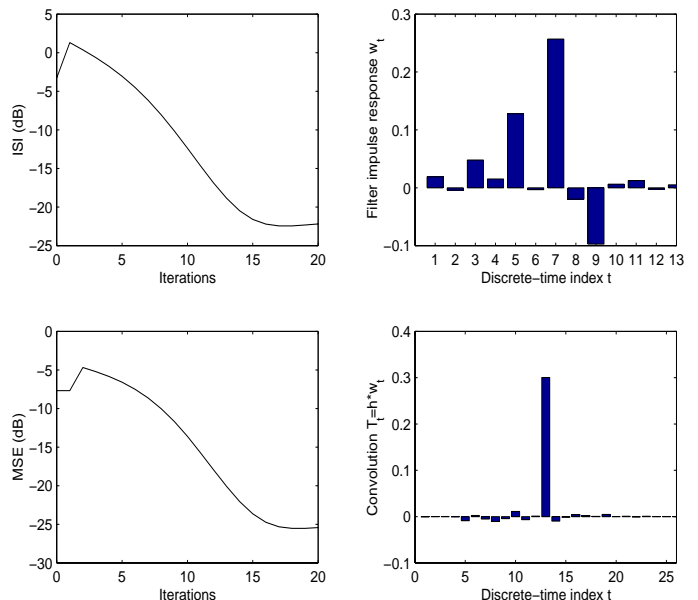 5
0
−5
−10
−15
−20
−25
ISI (dB)
0 5 10 15 20
Iterations
0.3
0.2
0.1
0
−0.1
Filter impulse response w_t
1 2 3 4 5 6 7 8 9 10 11 12 13
Discrete−time index t
0
−5
−10
−15
−20
−25
−30
MSE (dB)
0 5 10 15 20
Iterations
0.4
0.3
0.2
0.1
0
−0.1
Convolution T_t=h*w_t
0 5 10 15 20 25
Discrete−time index t